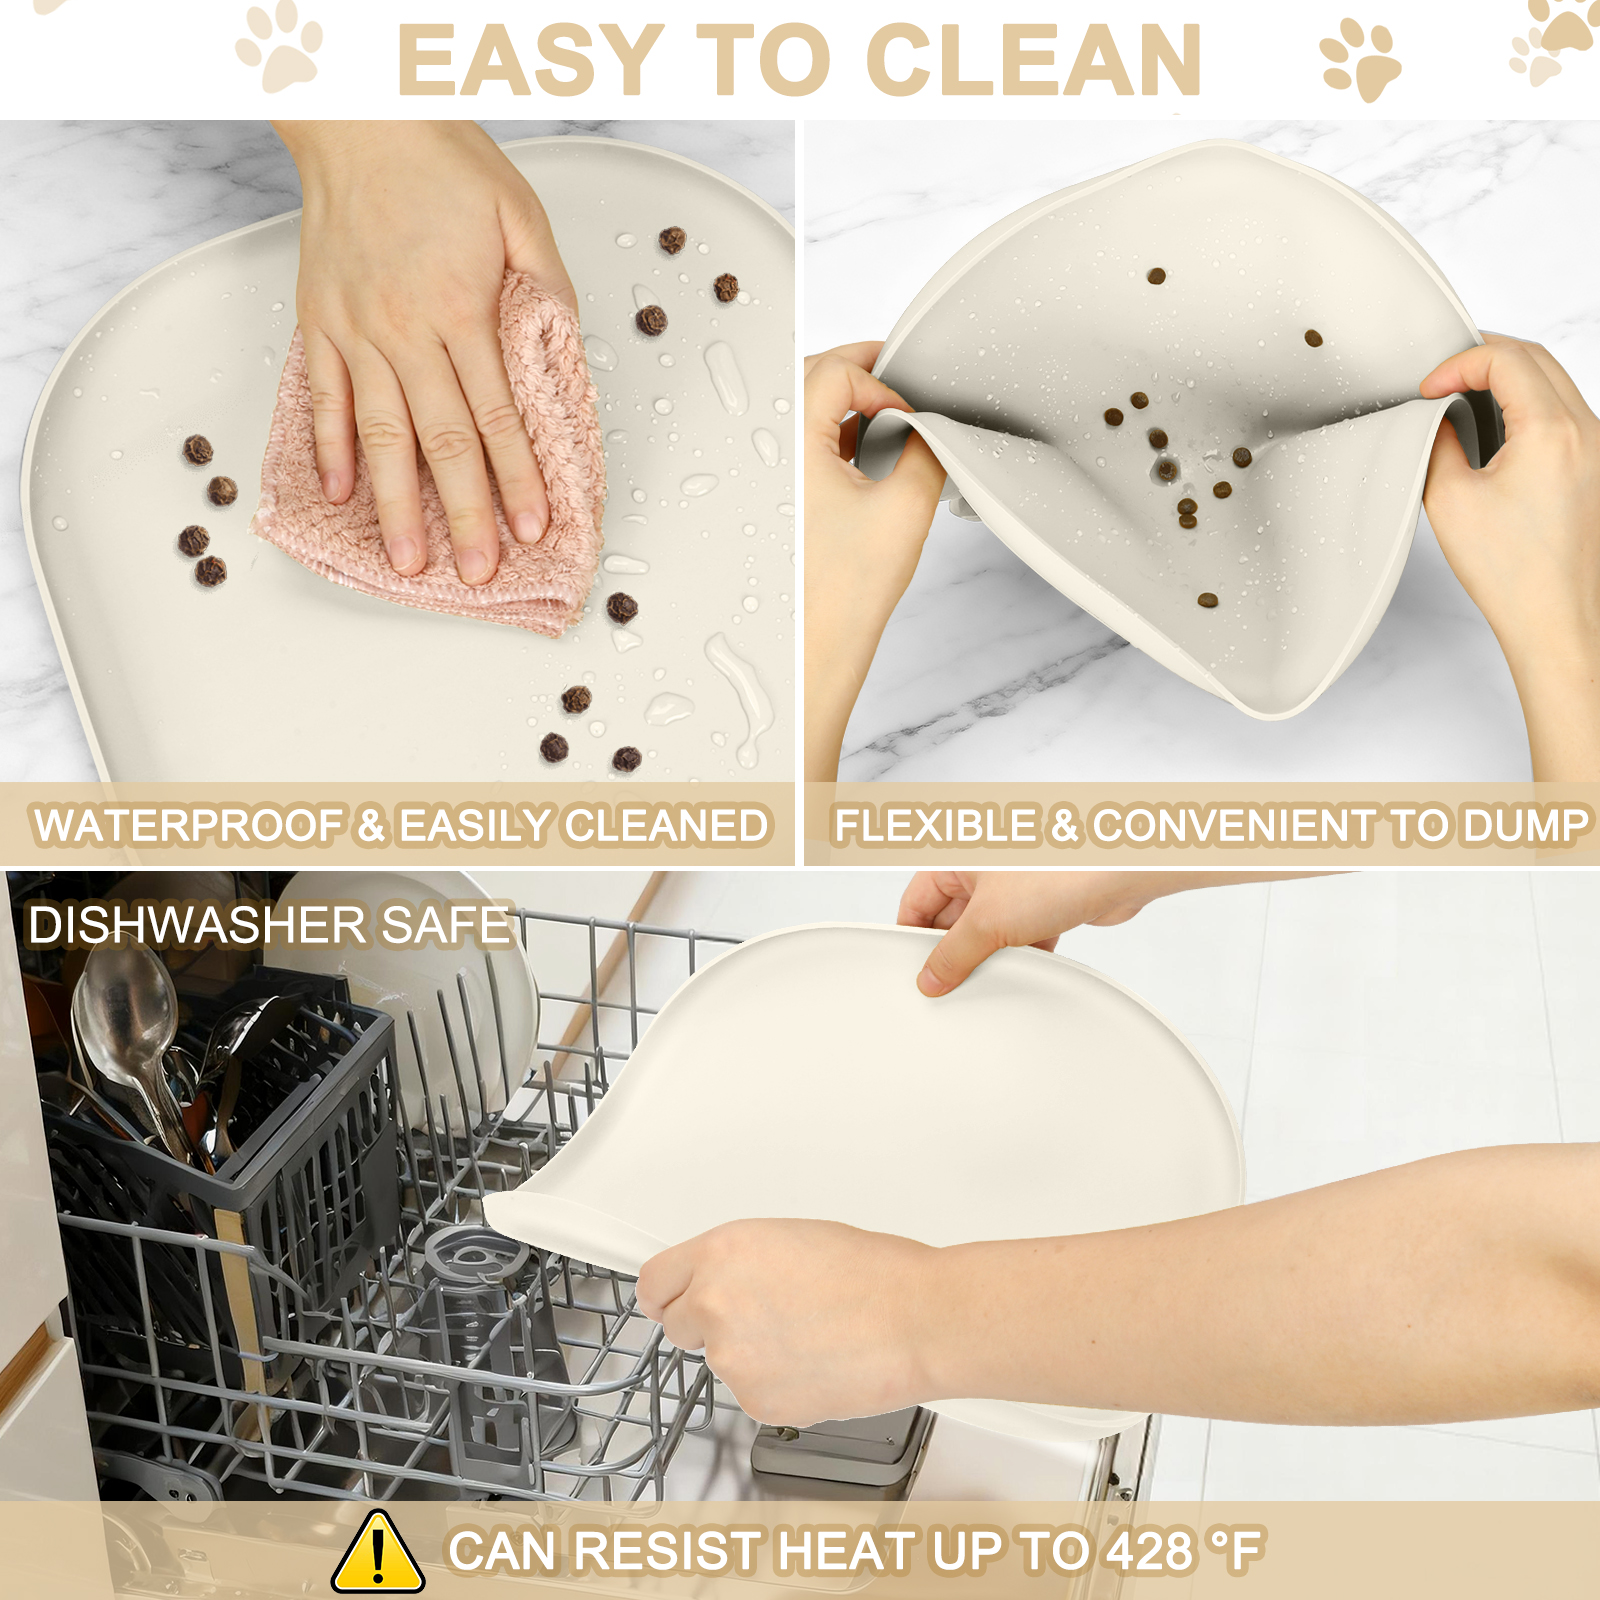 EASY TO CLEAN
WATERPROOF & EASILY CLEANED
FLEXIBLE & CONVENIENT TO DUMP
DISHWASHER SAFE
CAN RESIST HEAT UP TO 428 °F